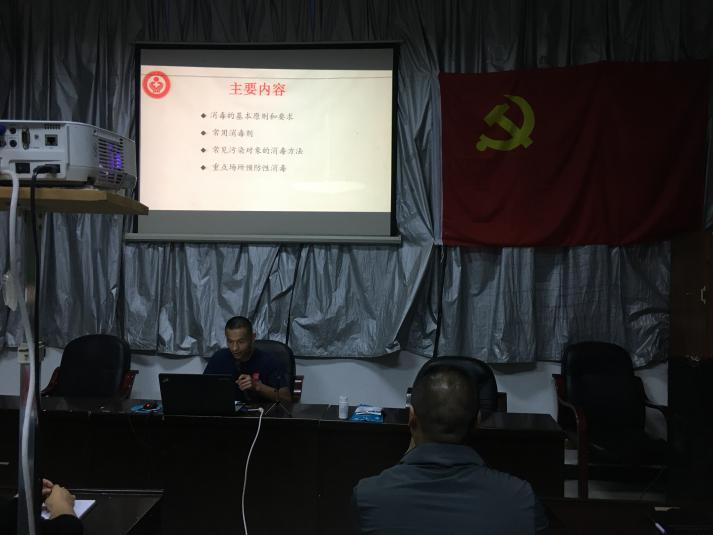 主要内容
消毒的基本原则和要求
常用消毒剂
常见污染对象的消毒方法
重点场所预防性消毒